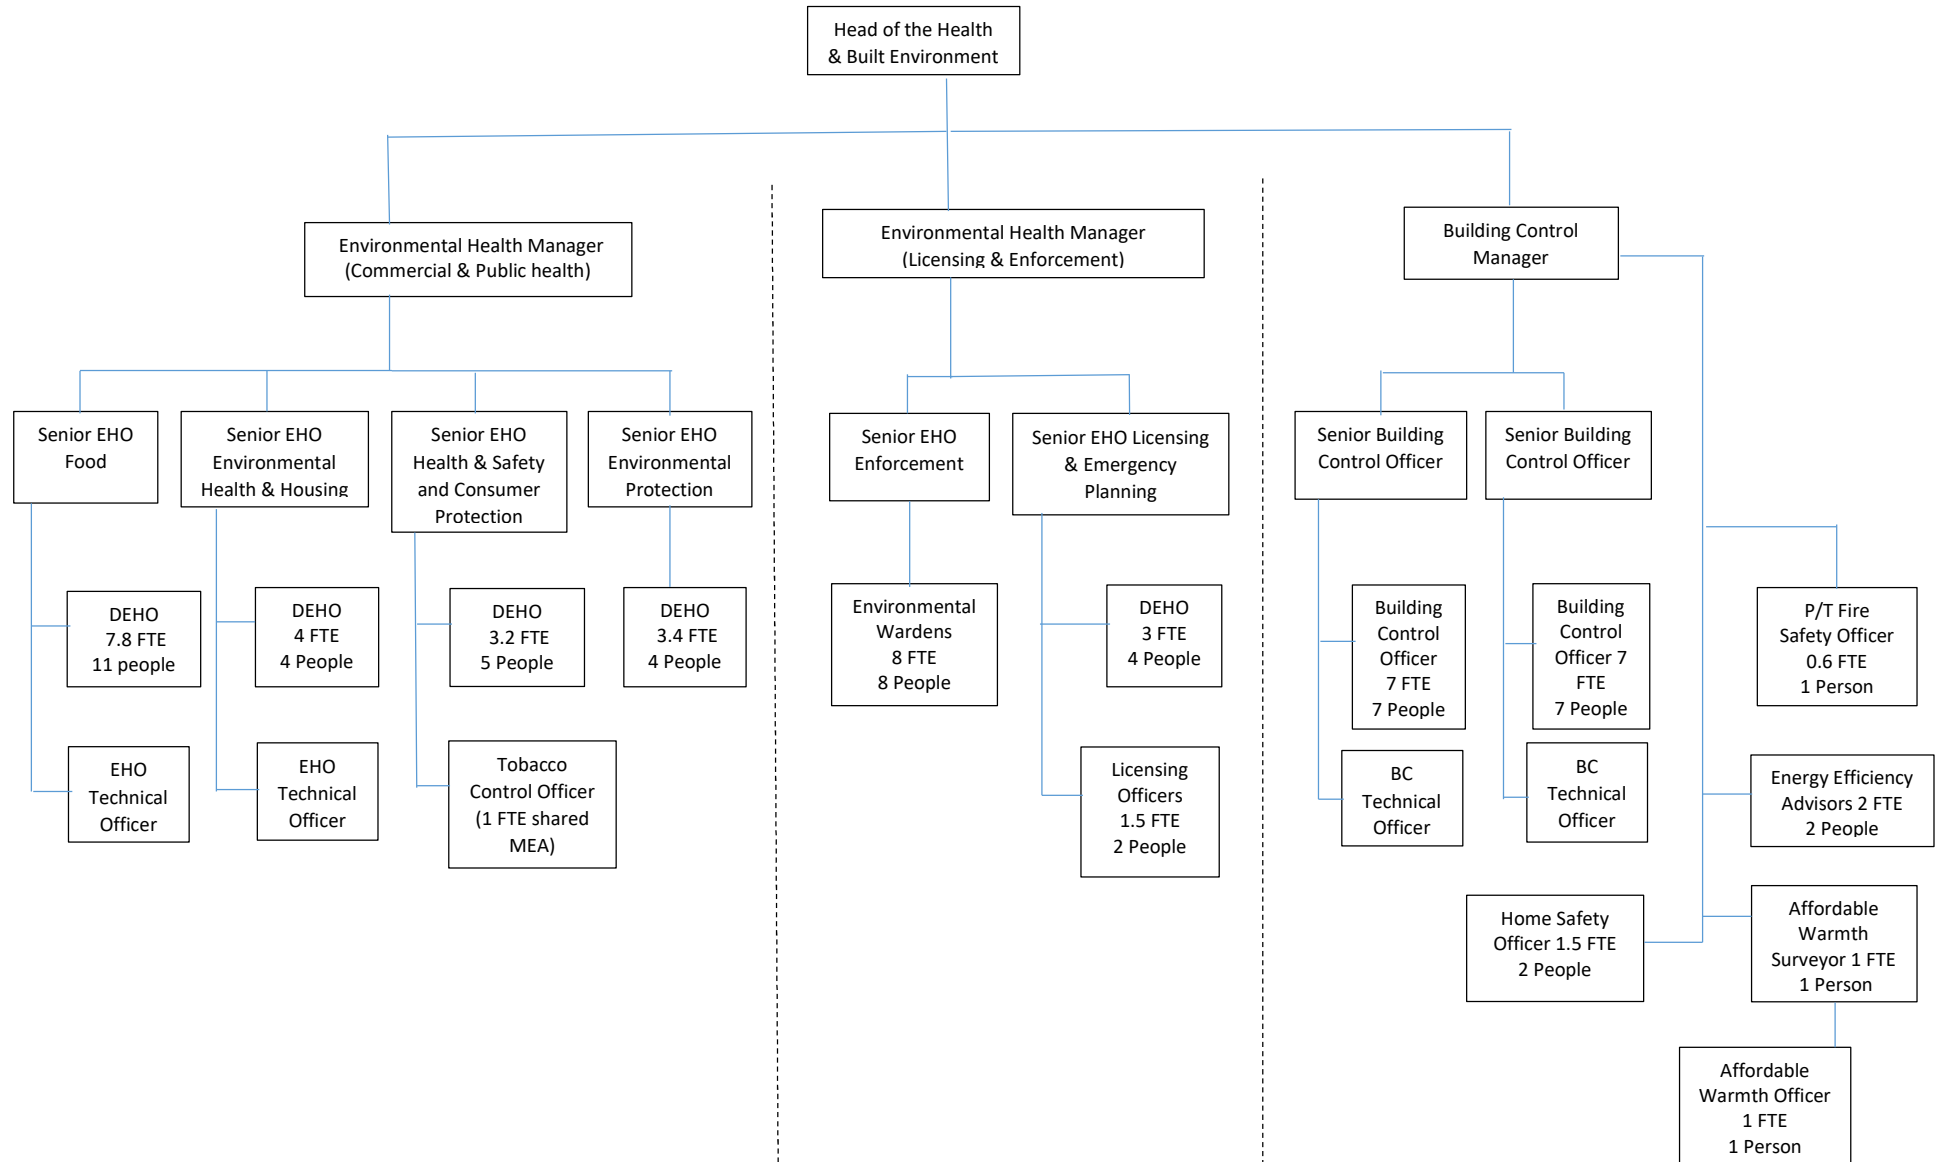 Head of the Health
& Built Environment
Environmental Health Manager
(Commercial & Public health)
Environmental Health Manager
(Licensing & Enforcement)
Building Control
Manager
Senior EHO
Food
Senior EHO
Environmental
Health & Housing
Senior EHO
Health & Safety
and Consumer
Protection
Senior EHO
Environmental
Protection
Senior EHO
Enforcement
Senior EHO Licensing
& Emergency
Planning
Senior Building
Control Officer
Senior Building
Control Officer
DEHO
7.8 FTE
11 people
DEHO
4 FTE
4 People
DEHO
3.2 FTE
5 People
DEHO
3.4 FTE
4 People
Environmental
Wardens
8 FTE
8 People
DEHO
3 FTE
4 People
Building
Control
Officer
7 FTE
7 People
Building
Control
Officer 7
FTE
7 People
P/T Fire
Safety Officer
0.6 FTE
1 Person
EHO
Technical
Officer
EHO
Technical
Officer
Tobacco
Control Officer
(1 FTE shared
MEA)
Licensing
Officers
1.5 FTE
2 People
BC
Technical
Officer
BC
Technical
Officer
Energy Efficiency
Advisors 2 FTE
2 People
Home Safety
Officer 1.5 FTE
2 People
Affordable
Warmth
Surveyor 1 FTE
1 Person
Affordable
Warmth Officer
1 FTE
1 Person